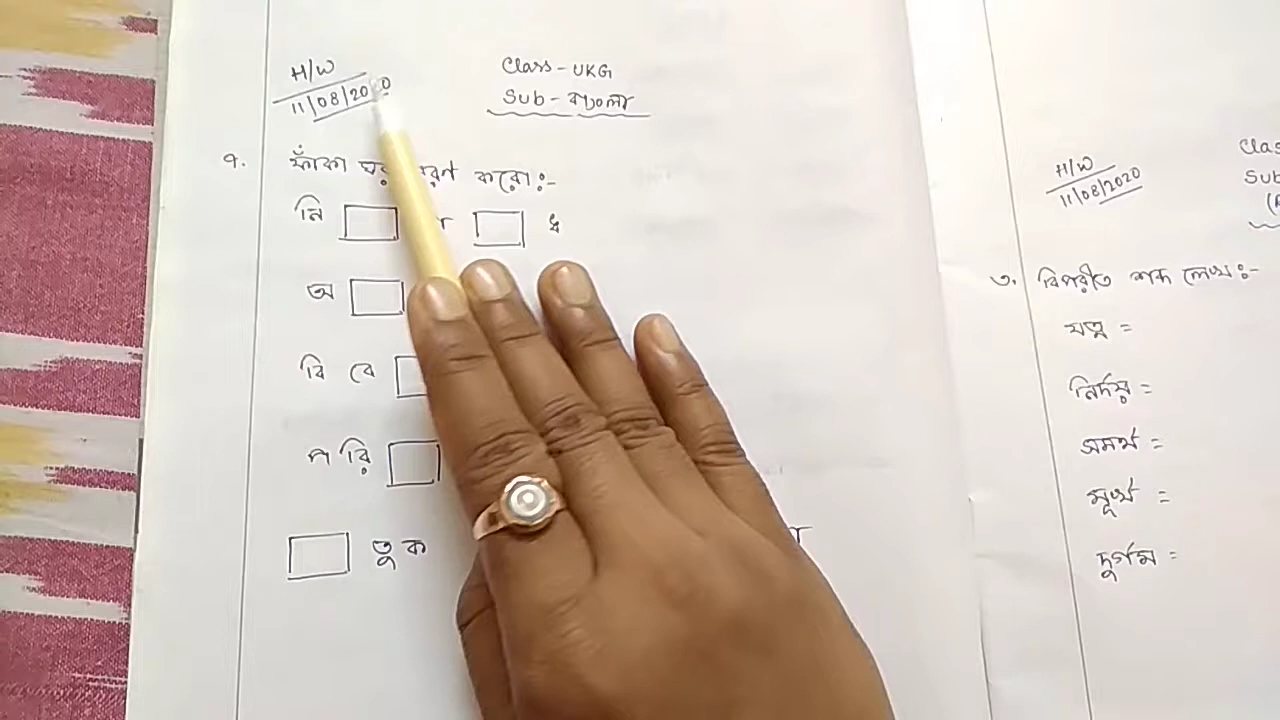 H/W
11/08/2020
Class - UKG
Sub - বাংলা
৭. ফাঁকা করো :-
নি
অ
বি বে
প রি
তুক
H/W
11/08/2020
Clas
Sub
৩. বিপরীত শব্দ লেখ :-
যত্ন =
নির্দয় =
সমর্থ =
মূর্খ =
দুর্গম =